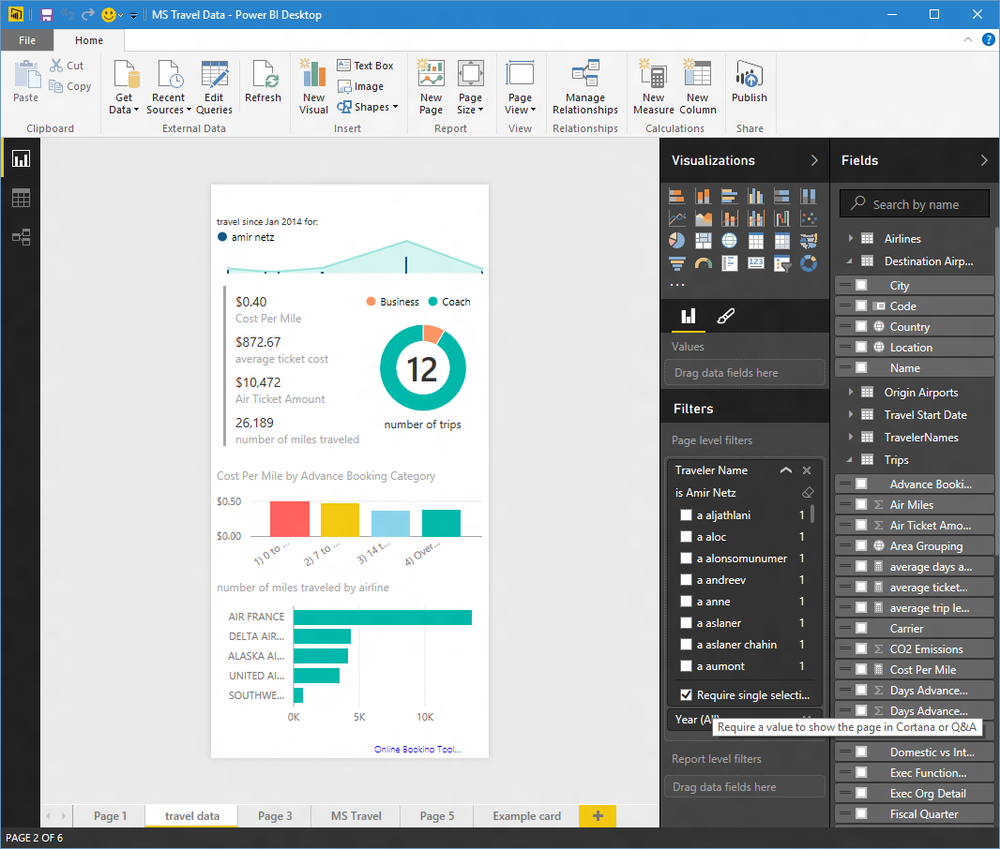 MS Travel Data - Power BI Desktop
File
Home
Paste
Cut
Copy
Clipboard
Get Data
Recent Sources
Edit Queries
External Data
Refresh
New Visual
Text Box
Image
Shapes
Insert
New Page
Page Size
Report
Page View
View
Manage Relationships
Relationships
New Measure
New Column
Calculations
Publish
Share
travel since Jan 2014 for:
amir netz
$0.40
Cost Per Mile
$872.67
average ticket cost
$10,472
Air Ticket Amount
26,189
number of miles traveled
Business
Coach
12
number of trips
Cost Per Mile by Advance Booking Category
$0.50
$0.00
1) 0 to ...
2) 7 to ...
3) 14 t...
4) Over...
number of miles traveled by airline
AIR FRANCE
DELTA AIR...
ALASKA AI...
UNITED AI...
SOUTHWE...
0K
5K
10K
Online Booking Tool...
Visualizations
123
...
Values
Drag data fields here
Filters
Page level filters
Traveler Name
is Amir Netz
a aljathlani 1
a aloc 1
a alonsomunumer 1
a andreev 1
a anne 1
a aslaner 1
a aslaner chahin 1
a aumont 1
Require single selecti...
Year (All)
Require a value to show the page in Cortana or Q&A
Report level filters
Drag data fields here
Fields
Search by name
Airlines
Destination Airp...
City
Code
Country
Location
Name
Origin Airports
Travel Start Date
TravelerNames
Trips
Advance Booki...
Air Miles
Air Ticket Amo...
Area Grouping
average days a...
average ticket...
average trip le...
Carrier
CO2 Emissions
Cost Per Mile
Days Advance...
Days Advance...
Domestic vs Int...
Exec Function...
Exec Org Detail
Fiscal Quarter
Page 1
travel data
Page 3
MS Travel
Page 5
Example card
PAGE 2 OF 6